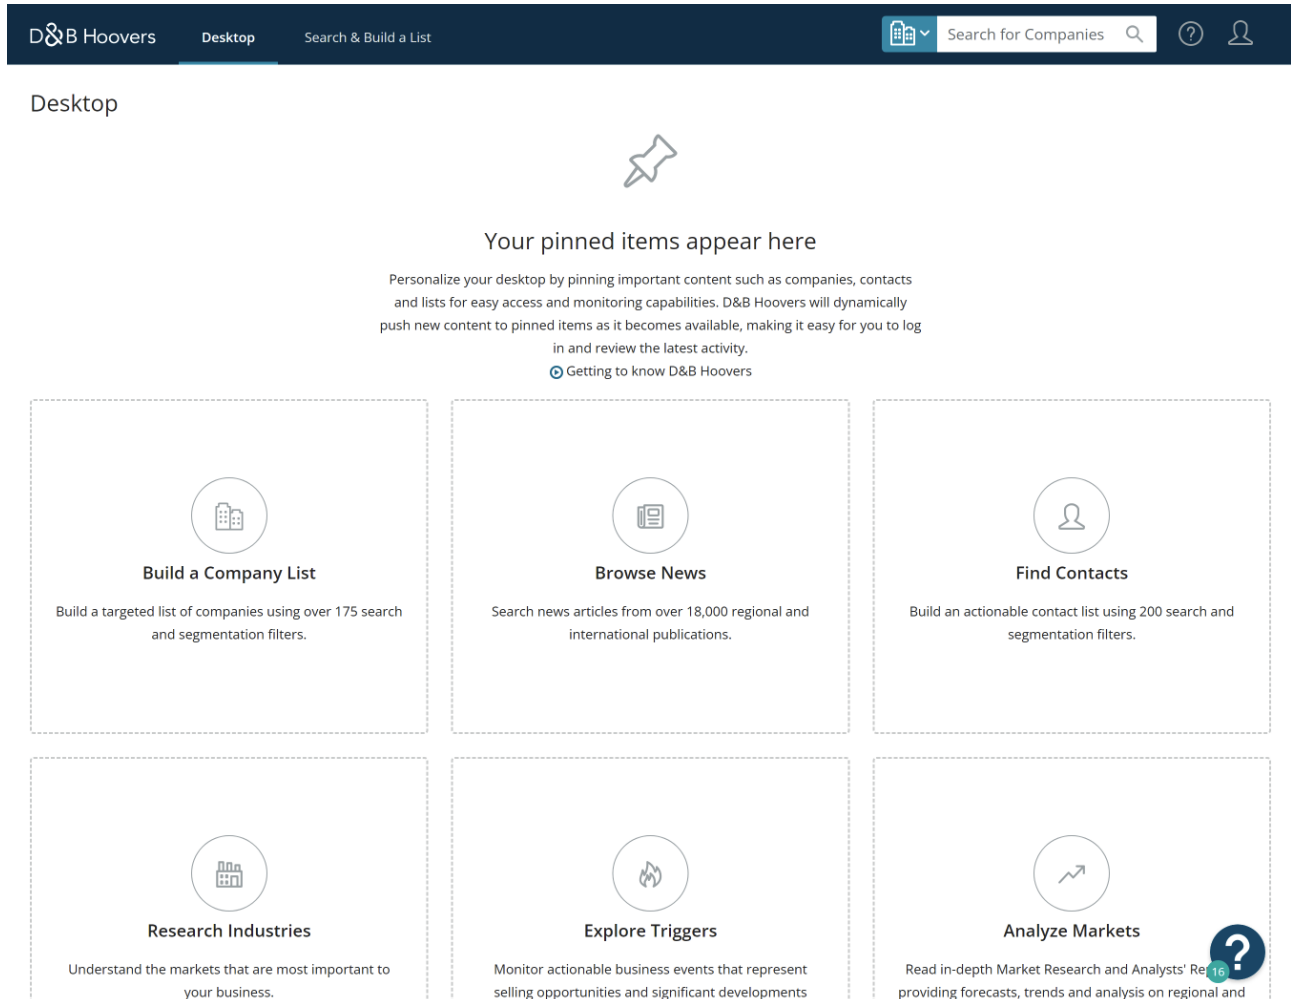 D&B Hoovers
Desktop
Search & Build a List
Search for Companies
?
Desktop
Your pinned items appear here
Personalize your desktop by pinning important content such as companies, contacts
and lists for easy access and monitoring capabilities. D&B Hoovers will dynamically
push new content to pinned items as it becomes available, making it easy for you to log
in and review the latest activity.
Getting to know D&B Hoovers
Build a Company List
Build a targeted list of companies using over 175 search
and segmentation filters.
Browse News
Search news articles from over 18,000 regional and
international publications.
Find Contacts
Build an actionable contact list using 200 search and
segmentation filters.
Research Industries
Understand the markets that are most important to
your business.
Explore Triggers
Monitor actionable business events that represent
selling opportunities and significant developments
Analyze Markets
Read in-depth Market Research and Analysts' Re
providing forecasts, trends and analysis on regional and
?
16